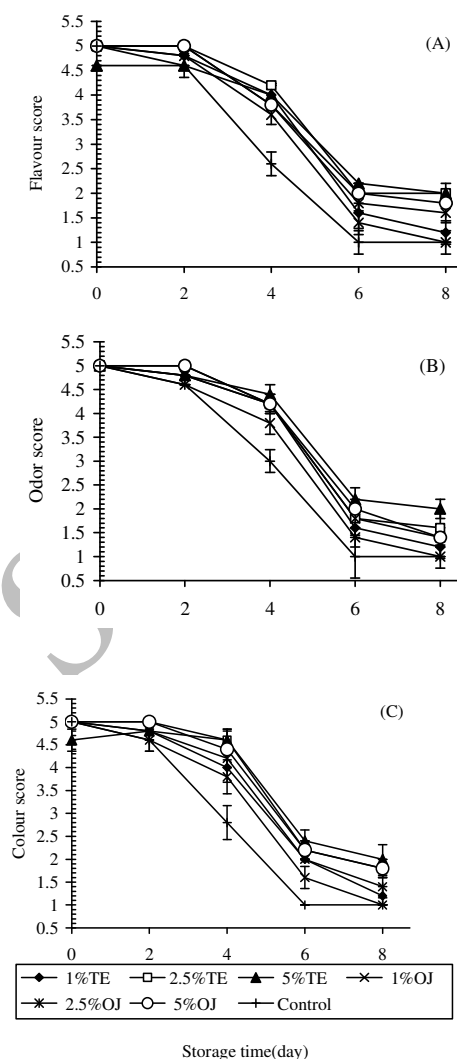 5.5
5
4.5
4
3.5
3
2.5
2
1.5
1
0.5
0 2 4 6 8
Flavour score
(A)
5.5
5
4.5
4
3.5
3
2.5
2
1.5
1
0.5
0 2 4 6 8
Odor score
(B)
5.5
5
4.5
4
3.5
3
2.5
2
1.5
1
0.5
0 2 4 6 8
Colour score
(C)
1%TE 2.5%TE 5%TE 1%OJ
2.5%OJ 5%OJ Control
Storage time(day)